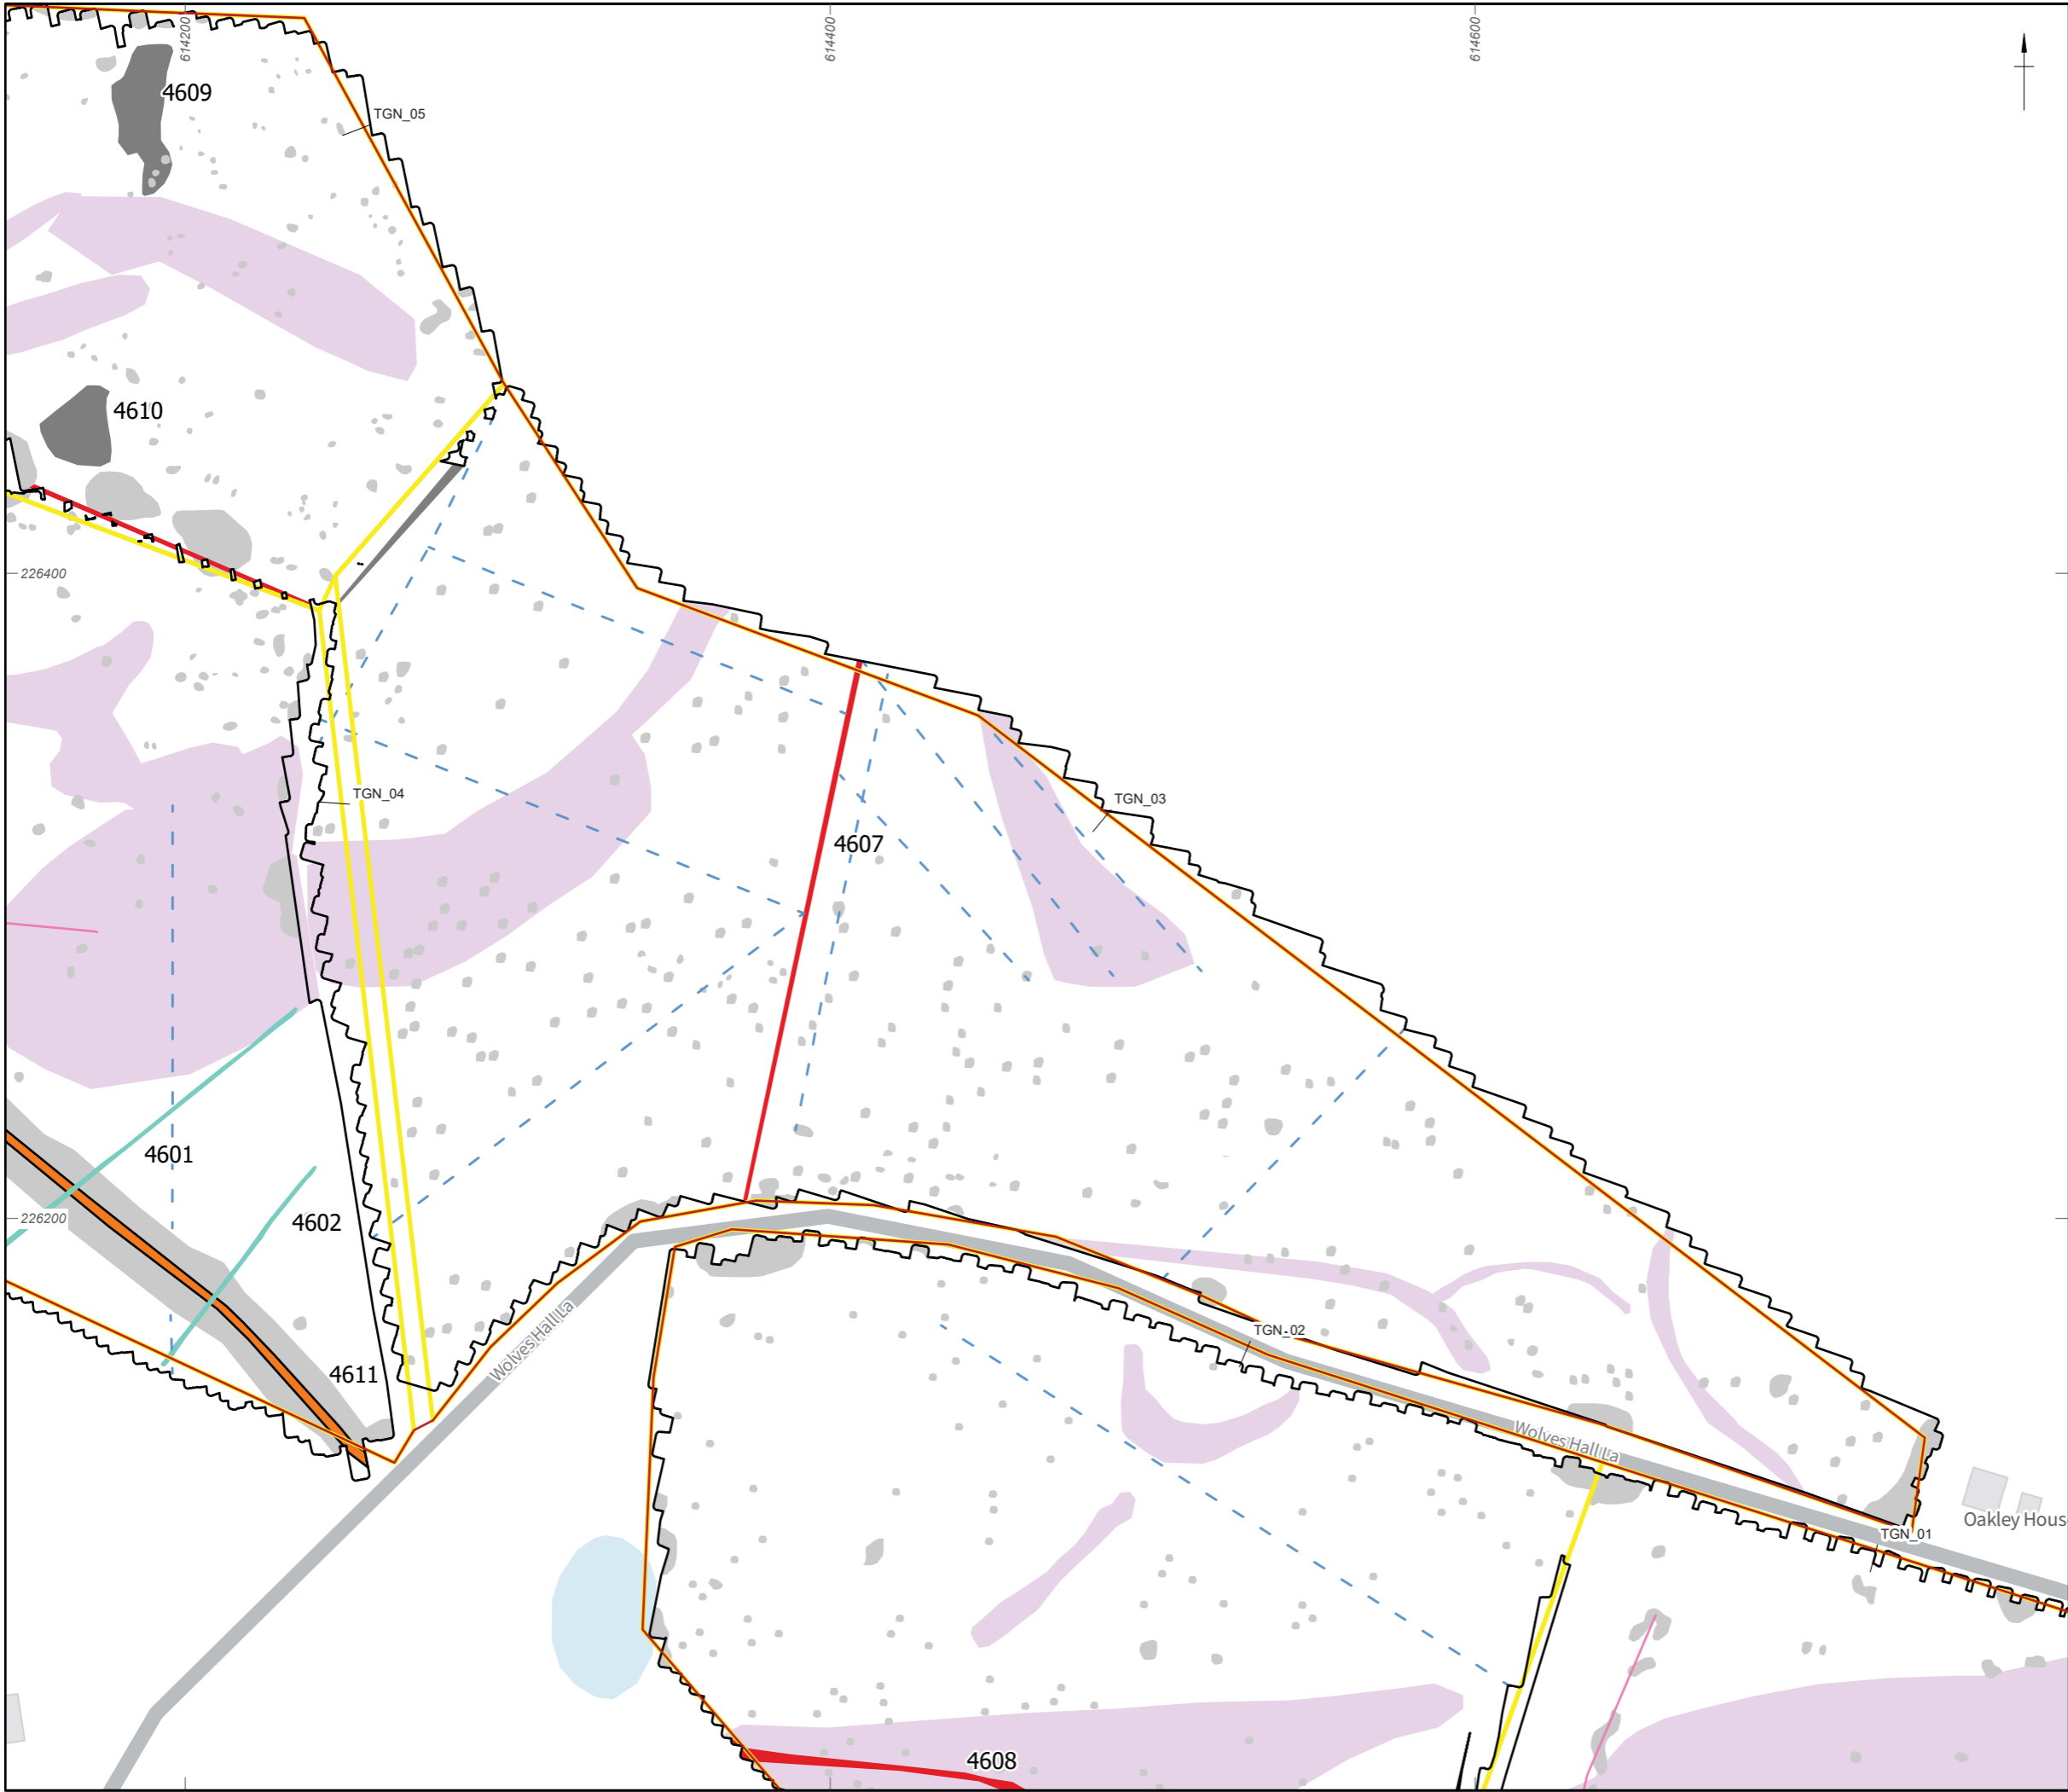 614200
614400
614600
4609
TGN_05
4610
226400
TGN_04
TGN_03
4607
4601
4602
226200
4611
Wolves Hall La
TGN_02
Wolves Hall La
Oakley Hous
TGN_01
4608